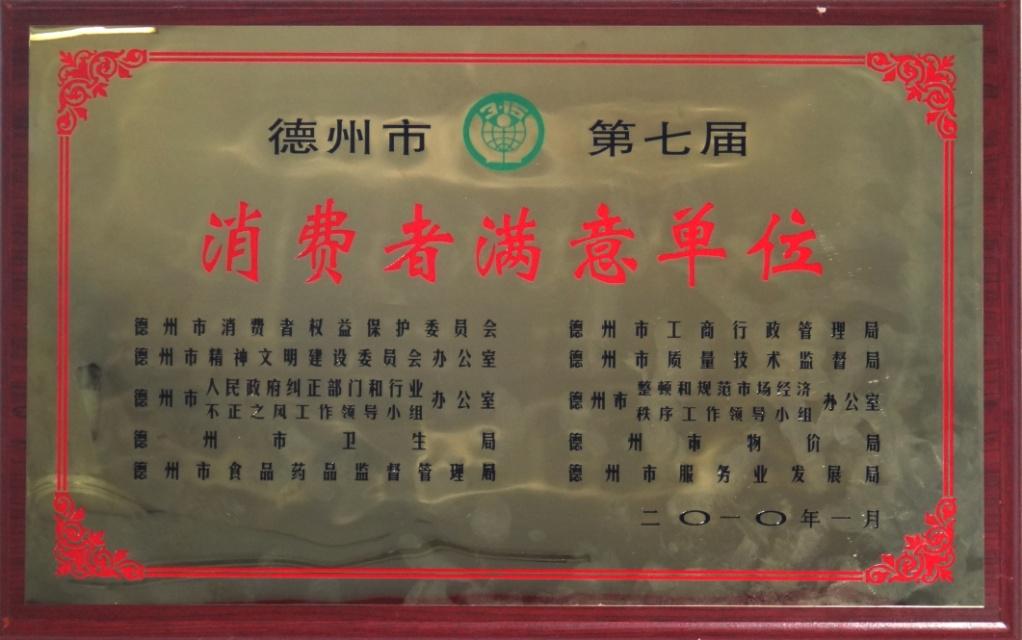 德州市 3·15 第七届
消费者满意单位
德州市消费者权益保护委员会
德州市精神文明建设委员会办公室
德州市人民政府纠正部门和行业不正之风工作领导小组办公室
德州市卫生局
德州市食品药品监督管理局
德州市工商行政管理局
德州市质量技术监督局
德州市整顿和规范市场经济秩序工作领导小组办公室
德州市物价局
德州市服务业发展局
二〇一〇年一月